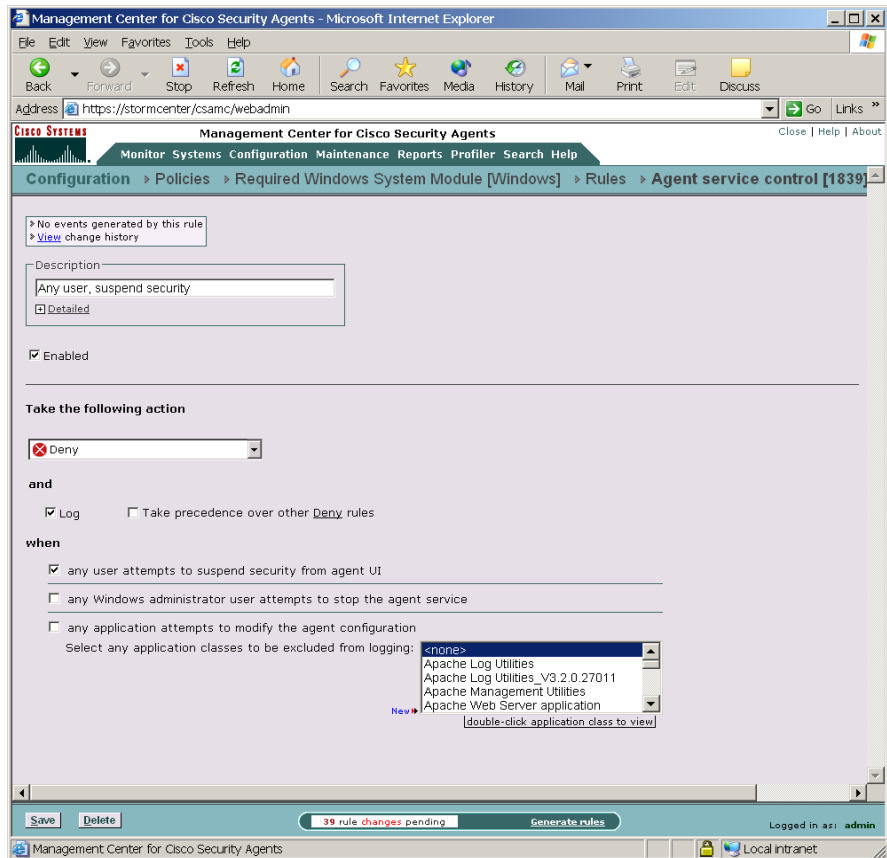 Management Center for Cisco Security Agents - Microsoft Internet Explorer
File Edit View Favorites Tools Help
Back Forward Stop Refresh Home Search Favorites Media History Mail Print Edit Discuss
Address https://stormcenter/csamc/webadmin Go Links »
CISCO SYSTEMS Management Center for Cisco Security Agents Close | Help | About
Monitor Systems Configuration Maintenance Reports Profiler Search Help
Configuration Policies Required Windows System Module [Windows] Rules Agent service control [1839]
No events generated by this rule
View change history
Description
Any user, suspend security
Detailed
Enabled
Take the following action
Deny
and
Log Take precedence over other Deny rules
when
any user attempts to suspend security from agent UI
any Windows administrator user attempts to stop the agent service
any application attempts to modify the agent configuration
Select any application classes to be excluded from logging: <none>
Apache Log Utilities
Apache Log Utilities_V3.2.0.27011
Apache Management Utilities
New Apache Web Server application
double-click application class to view
Save Delete 39 rule changes pending Generate rules Logged in as: admin
Management Center for Cisco Security Agents Local intranet